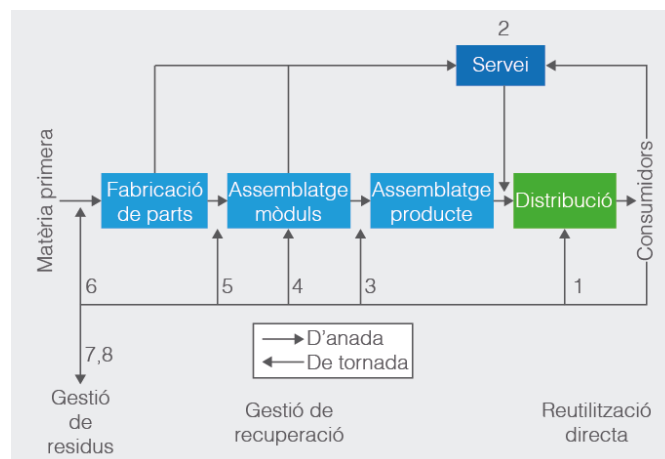 2
Servei
Matèria primera
Fabricació
de parts
Assemblatge
mòduls
Assemblatge
producte
Distribució
Consumidors
6
5
4
3
1
7,8
D'anada
De tornada
Gestió
de
residus
Gestió de
recuperació
Reutilització
directa